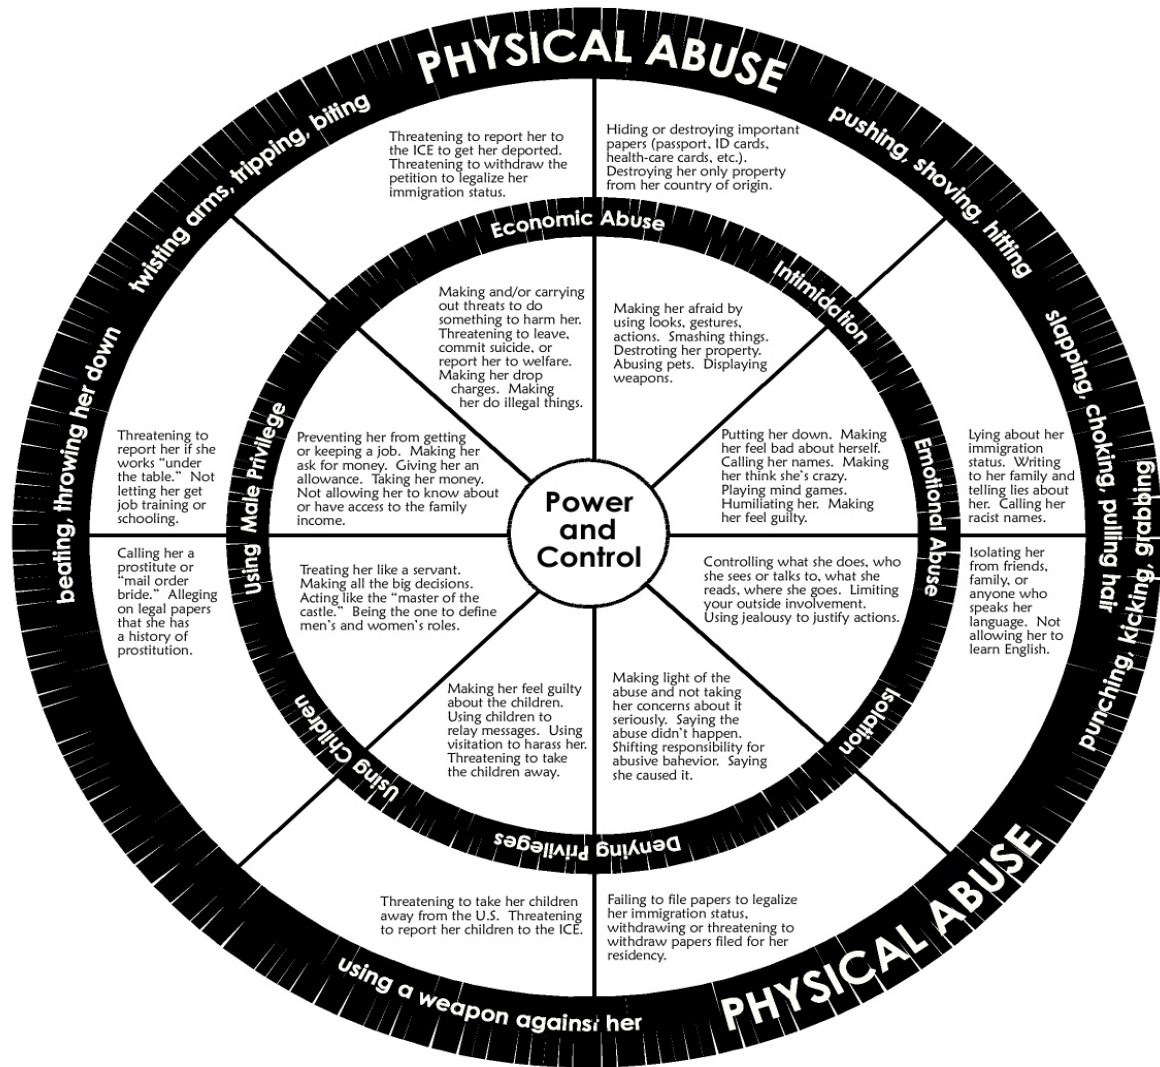 PHYSICAL ABUSE
pushing, shoving, hitting
slapping, choking, pulling hair
punching, kicking, grabbing
PHYSICAL ABUSE
using a weapon against her
beating, throwing her down
twisting arms, tripping, biting
Threatening to report her to
the ICE to get her deported.
Threatening to withdraw the
petition to legalize her
immigration status.
Hiding or destroying important
papers (passport, ID cards,
health-care cards, etc.).
Destroying her only property
from her country of origin.
Lying about her
immigration
status. Writing
to her family and
telling lies about
her. Calling her
racist names.
Isolating her
from friends,
family, or
anyone who
speaks her
language. Not
allowing her to
learn English.
Failing to file papers to legalize
her immigration status,
withdrawing or threatening to
withdraw papers filed for her
residency.
Threatening to take her children
away from the U.S. Threatening
to report her children to the ICE.
Calling her a
prostitute or
“mail order
bride.” Alleging
on legal papers
that she has
a history of
prostitution.
Threatening to
report her if she
works “under
the table.” Not
letting her get
job training or
schooling.
Economic Abuse
Intimidation
Emotional Abuse
Isolation
Denying Privileges
Using Children
Using Male Privilege
Making and/or carrying
out threats to do
something to harm her.
Threatening to leave,
commit suicide, or
report her to welfare.
Making her drop
charges. Making
her do illegal things.
Making her afraid by
using looks, gestures,
actions. Smashing things.
Destroting her property.
Abusing pets. Displaying
weapons.
Putting her down. Making
her feel bad about herself.
Calling her names. Making
her think she’s crazy.
Playing mind games.
Humiliating her. Making
her feel guilty.
Controlling what she does, who
she sees or talks to, what she
reads, where she goes. Limiting
your outside involvement.
Using jealousy to justify actions.
Making light of the
abuse and not taking
her concerns about it
seriously. Saying the
abuse didn’t happen.
Shifting responsibility for
abusive bahevior. Saying
she caused it.
Making her feel guilty
about the children.
Using children to
relay messages. Using
visitation to harass her.
Threatening to take
the children away.
Treating her like a servant.
Making all the big decisions.
Acting like the “master of the
castle.” Being the one to define
men’s and women’s roles.
Preventing her from getting
or keeping a job. Making her
ask for money. Giving her an
allowance. Taking her money.
Not allowing her to know about
or have access to the family
income.
Power
and
Control